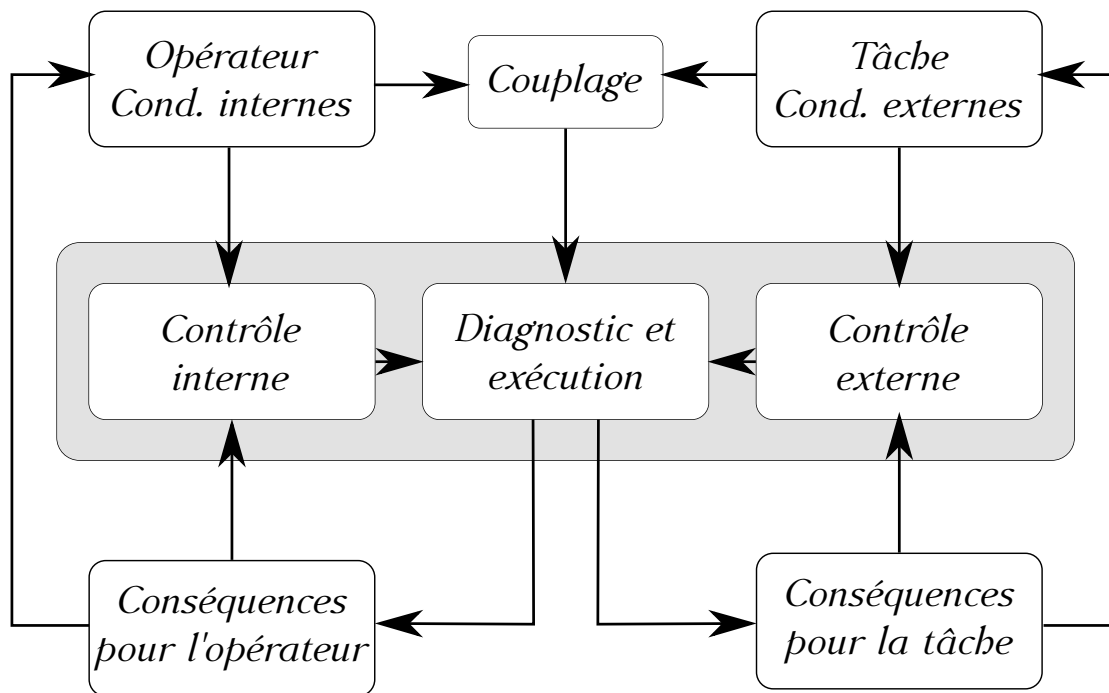 Opérateur
Cond. internes
Couplage
Tâche
Cond. externes
Contrôle
interne
Diagnostic et
exécution
Contrôle
externe
Conséquences
pour l'opérateur
Conséquences
pour la tâche